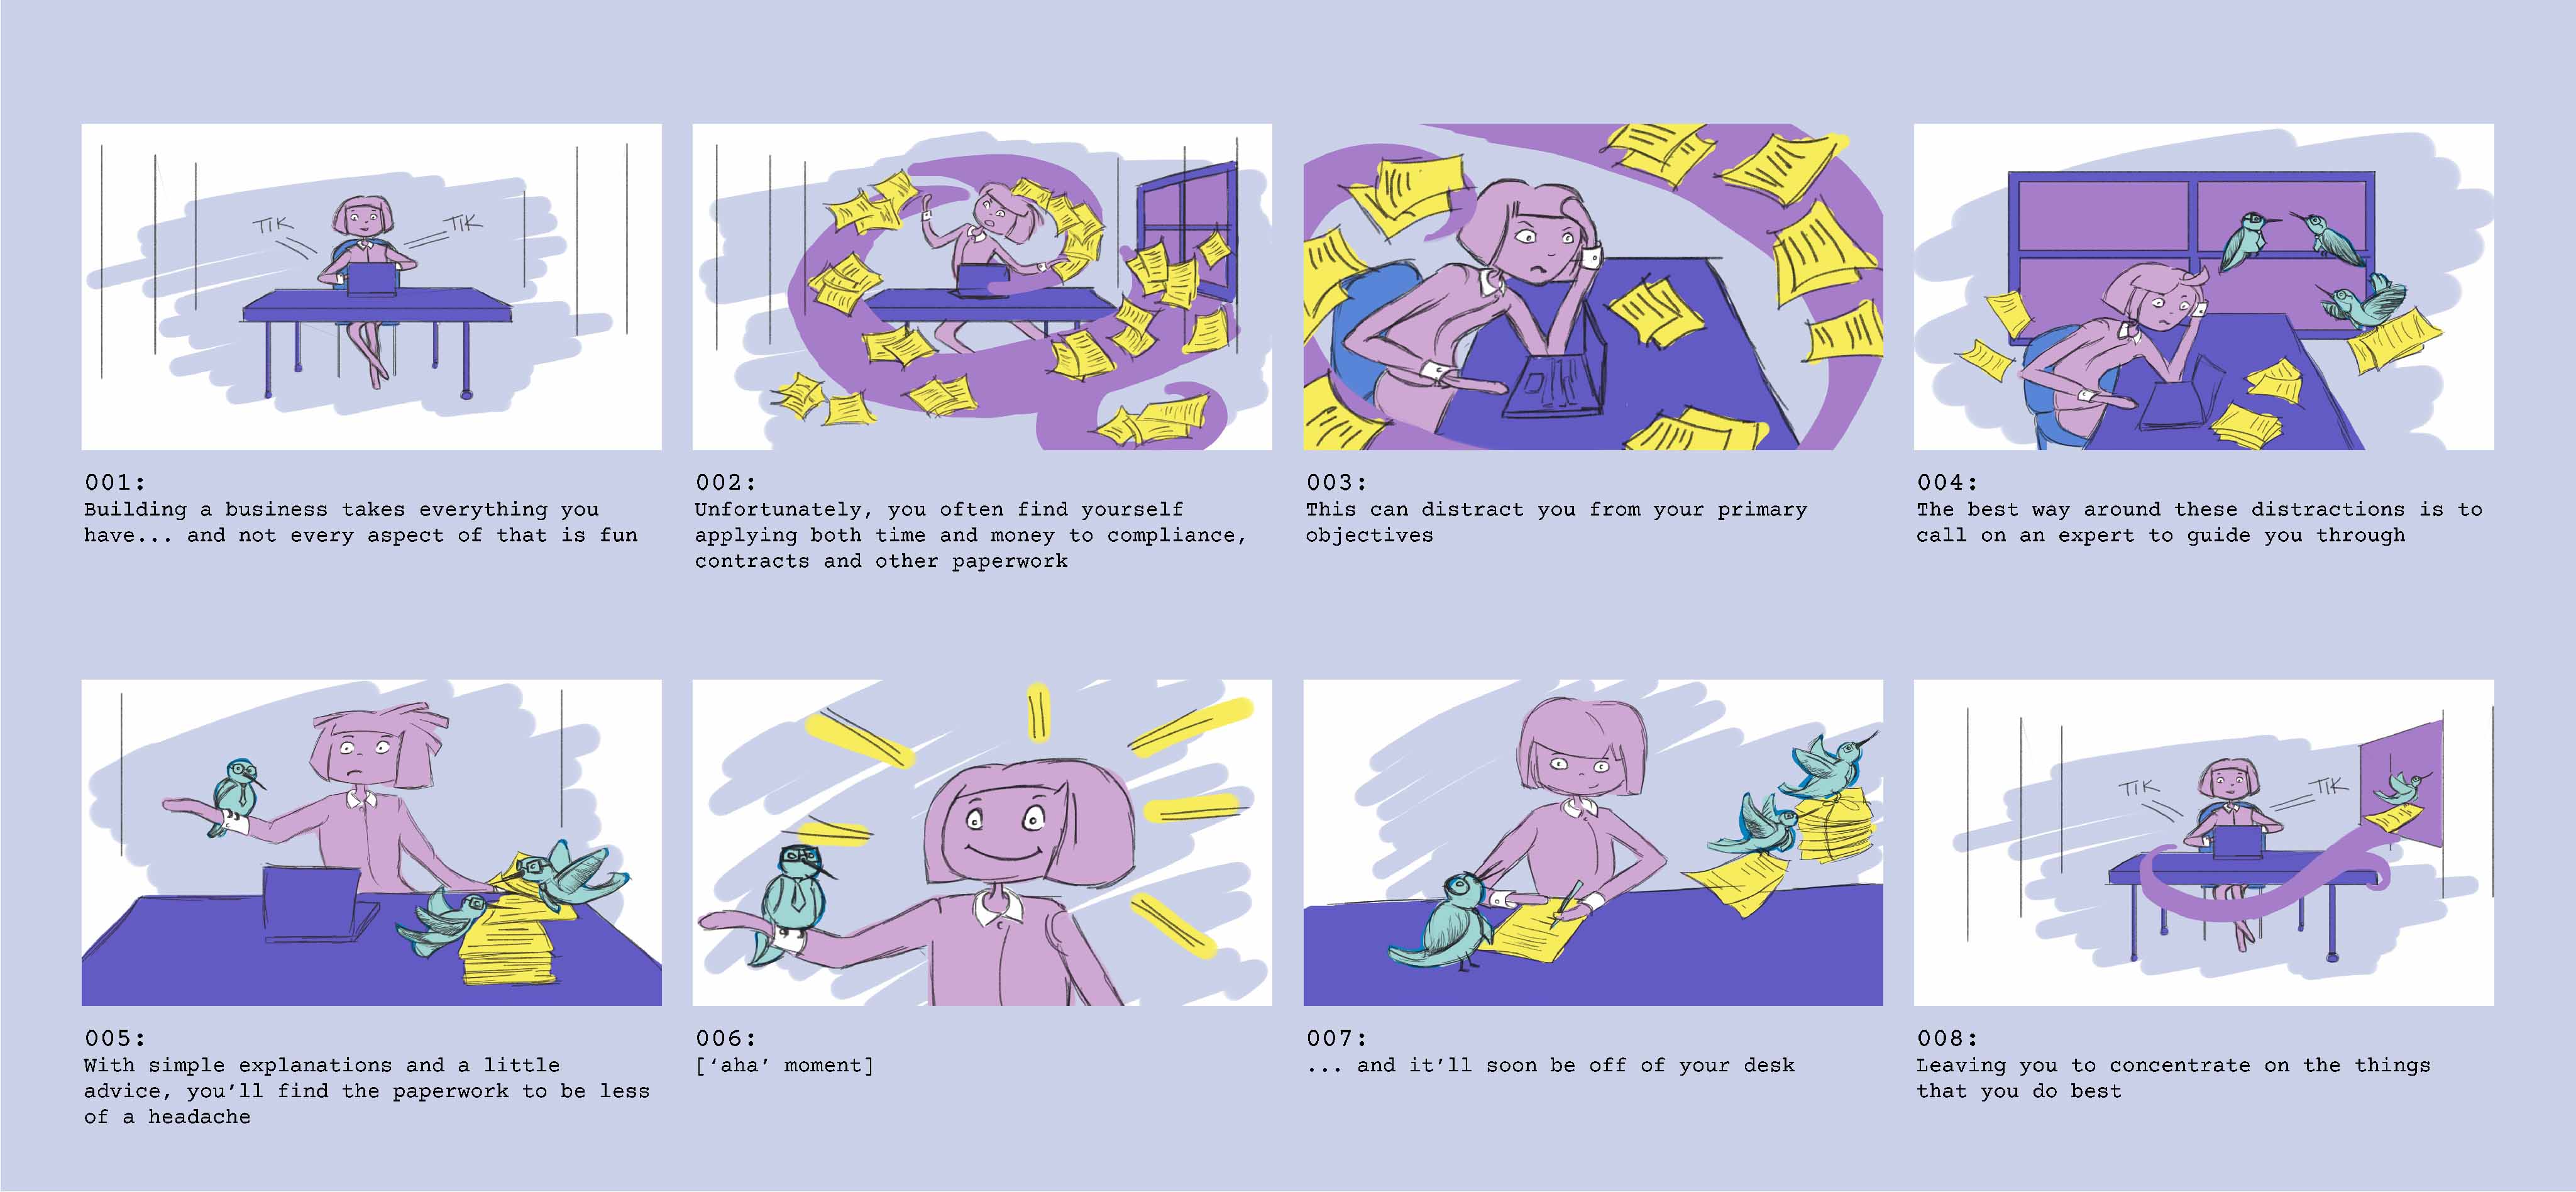 TIK
TIK
001:
Building a business takes everything you
have... and not every aspect of that is fun
002:
Unfortunately, you often find yourself
applying both time and money to compliance,
contracts and other paperwork
003:
This can distract you from your primary
objectives
004:
The best way around these distractions is to
call on an expert to guide you through
005:
With simple explanations and a little
advice, you’ll find the paperwork to be less
of a headache
006:
[‘aha’ moment]
007:
... and it’ll soon be off of your desk
TIK
TIK
008:
Leaving you to concentrate on the things
that you do best